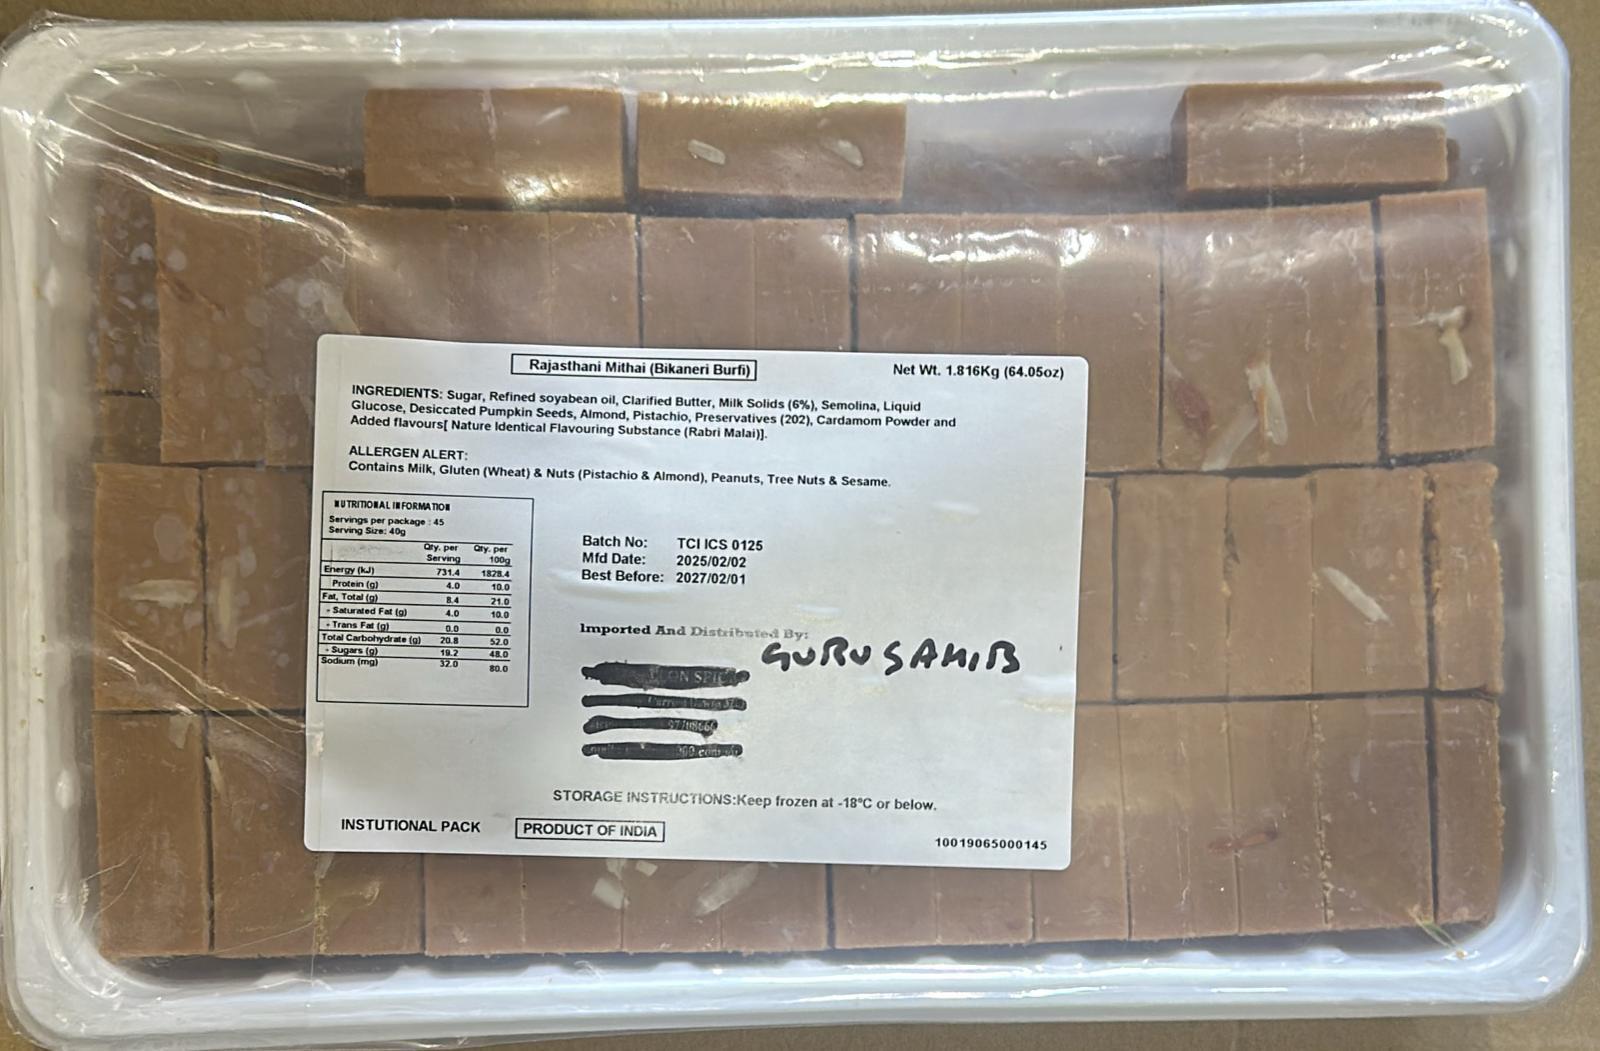 Rajasthani Mithai (Bikaneri Burfi)
Net Wt. 1.816Kg (64.05oz)
INGREDIENTS: Sugar, Refined soyabean oil, Clarified Butter, Milk Solids (6%), Semolina, Liquid
Glucose, Desiccated Pumpkin Seeds, Almond, Pistachio, Preservatives (202), Cardamom Powder and
Added flavours[ Nature Identical Flavouring Substance (Rabri Malai)].
ALLERGEN ALERT:
Contains Milk, Gluten (Wheat) & Nuts (Pistachio & Almond), Peanuts, Tree Nuts & Sesame.
NUTRITIONAL INFORMATION
Servings per package : 45
Serving Size: 40g
Qty. per Serving Qty. per 100g
Energy (kJ) 731.4 1828.4
Protein (g) 4.0 10.0
Fat, Total (g) 8.4 21.0
- Saturated Fat (g) 4.0 10.0
- Trans Fat (g) 0.0 0.0
Total Carbohydrate (g) 20.8 52.0
- Sugars (g) 19.2 48.0
Sodium (mg) 32.0 80.0
Batch No: TCI ICS 0125
Mfd Date: 2025/02/02
Best Before: 2027/02/01
Imported And Distributed By:
GURU SAHIB
STORAGE INSTRUCTIONS:Keep frozen at -18°C or below.
INSTUTIONAL PACK
PRODUCT OF INDIA
10019065000145